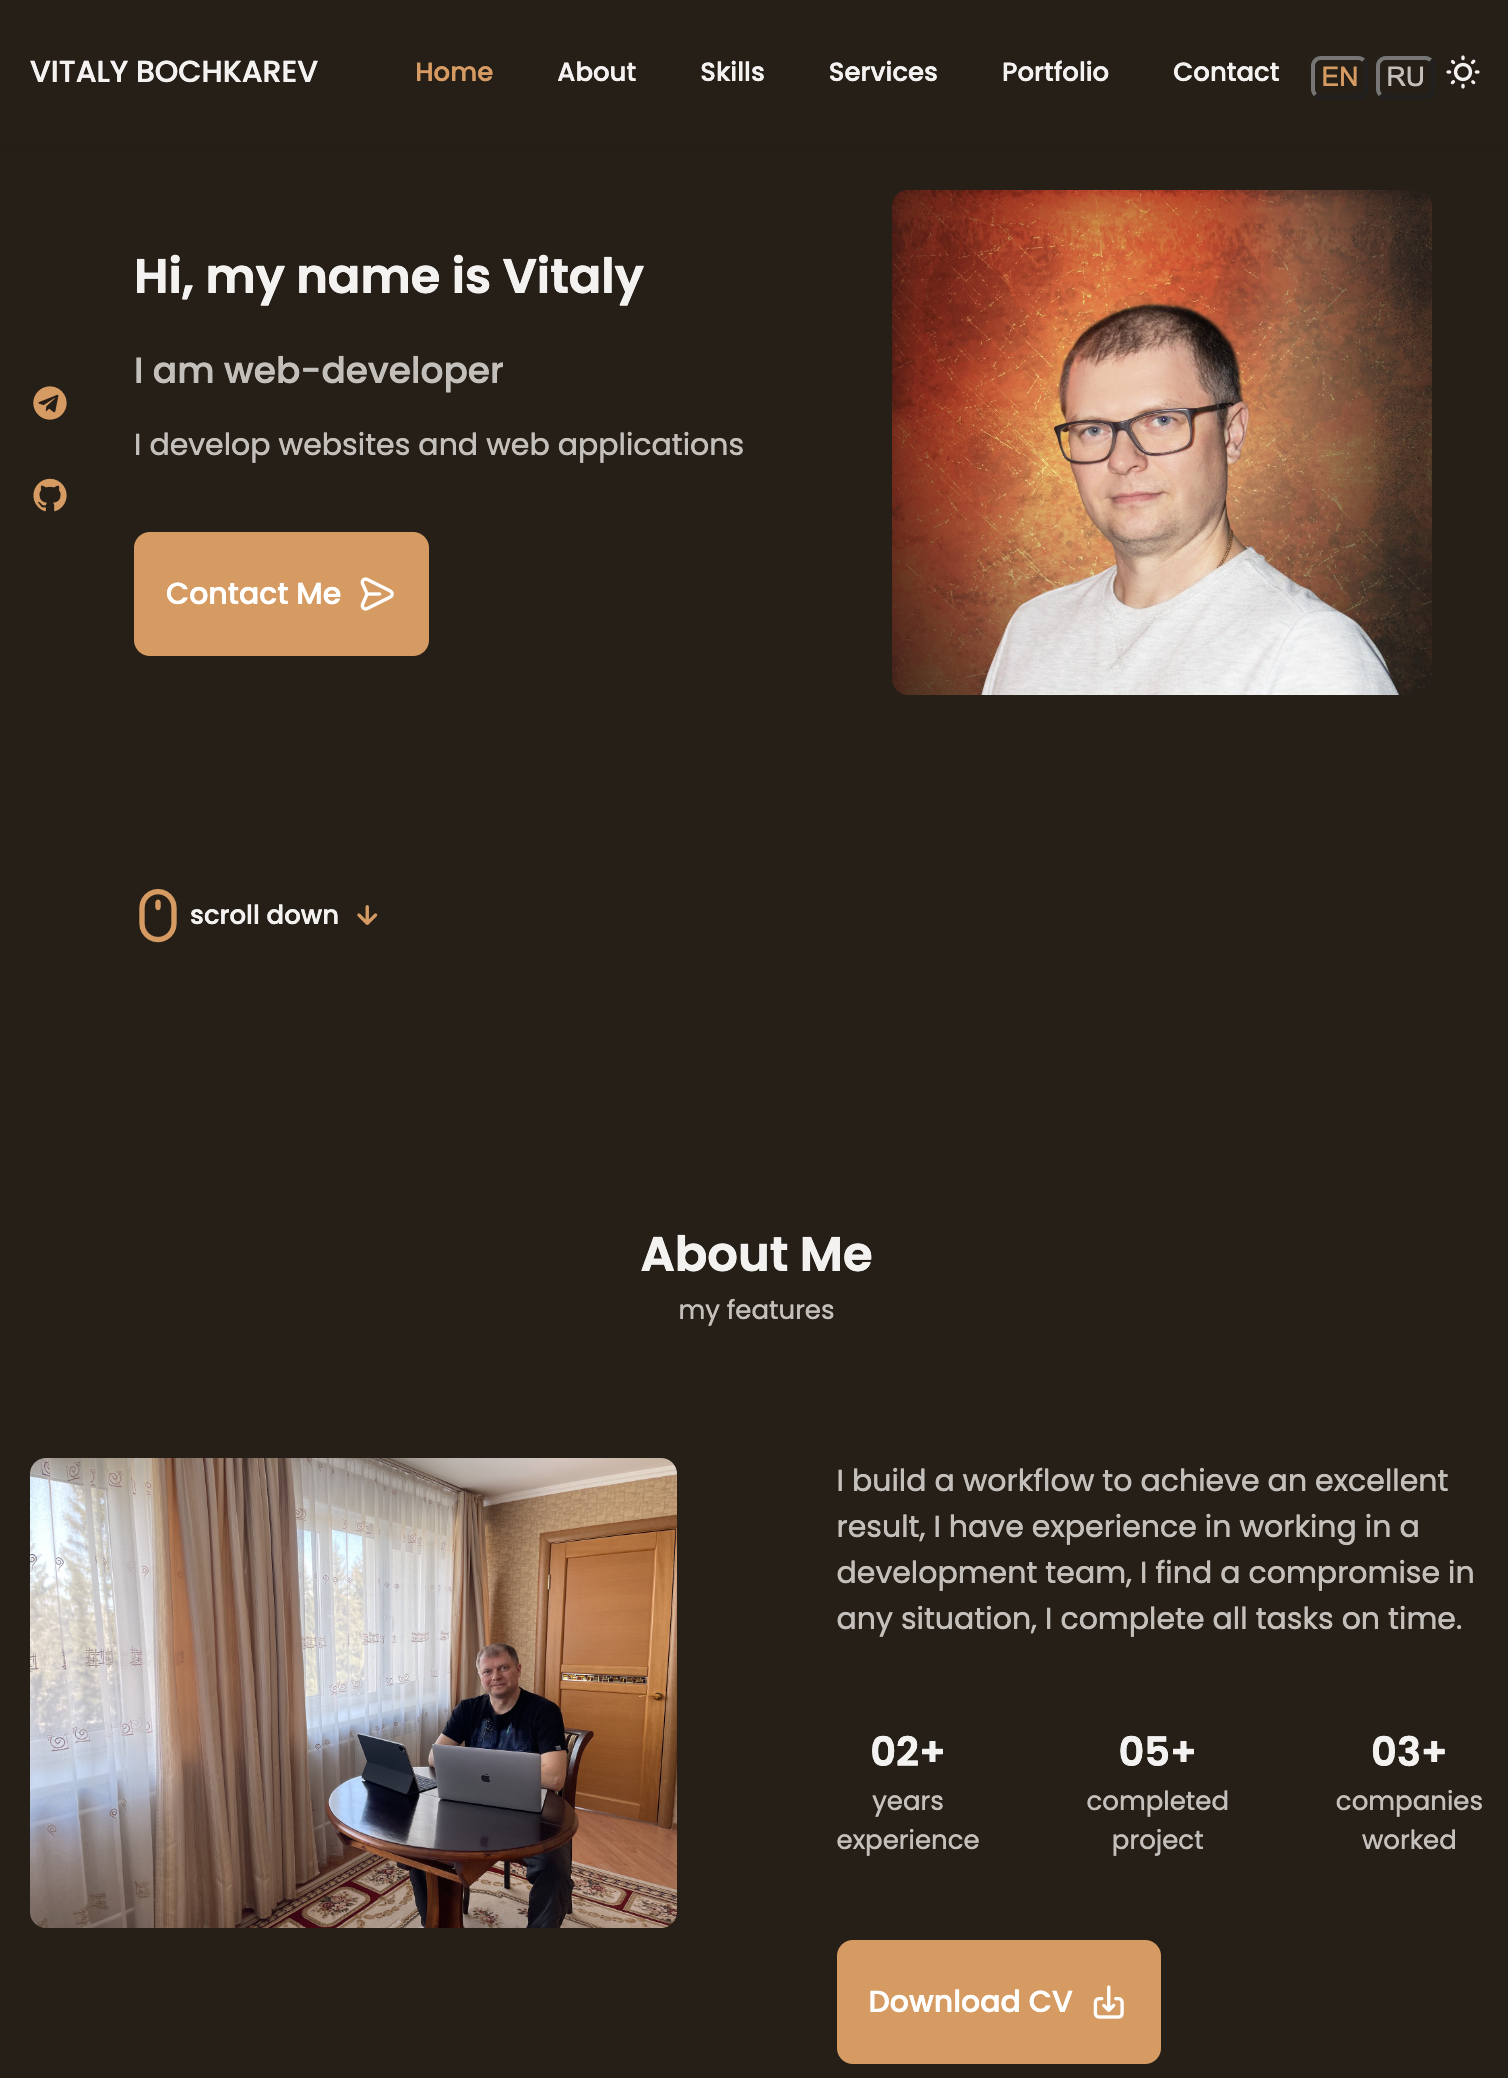 VITALY BOCHKAREV
Home
About
Skills
Services
Portfolio
Contact
EN
RU
Hi, my name is Vitaly
I am web-developer
I develop websites and web applications
Contact Me
scroll down
About Me
my features
I build a workflow to achieve an excellent
result, I have experience in working in a
development team, I find a compromise in
any situation, I complete all tasks on time.
02+
years
experience
05+
completed
project
03+
companies
worked
Download CV